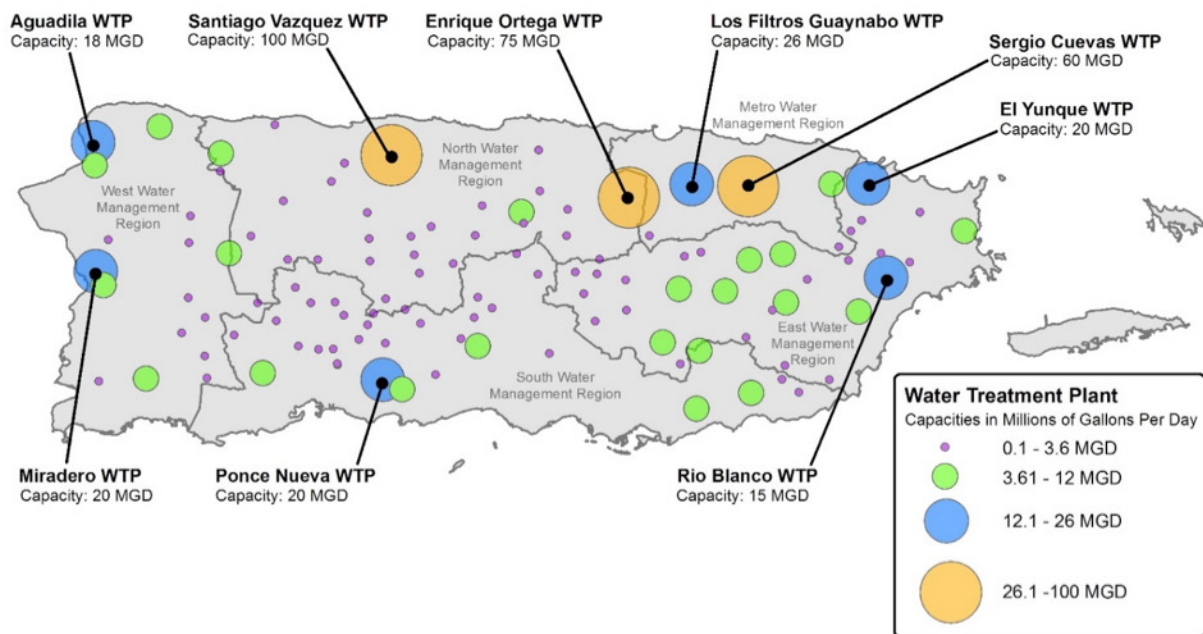 Aguadila WTP
Capacity: 18 MGD
Santiago Vazquez WTP
Capacity: 100 MGD
Enrique Ortega WTP
Capacity: 75 MGD
Los Filtros Guaynabo WTP
Capacity: 26 MGD
Sergio Cuevas WTP
Capacity: 60 MGD
El Yunque WTP
Capacity: 20 MGD
Metro Water
Management Region
North Water
Management
Region
West Water
Management
Region
East Water
Management
Region
South Water
Management Region
Miradero WTP
Capacity: 20 MGD
Ponce Nueva WTP
Capacity: 20 MGD
Rio Blanco WTP
Capacity: 15 MGD
Water Treatment Plant
Capacities in Millions of Gallons Per Day
0.1 - 3.6 MGD
3.61 - 12 MGD
12.1 - 26 MGD
26.1 -100 MGD